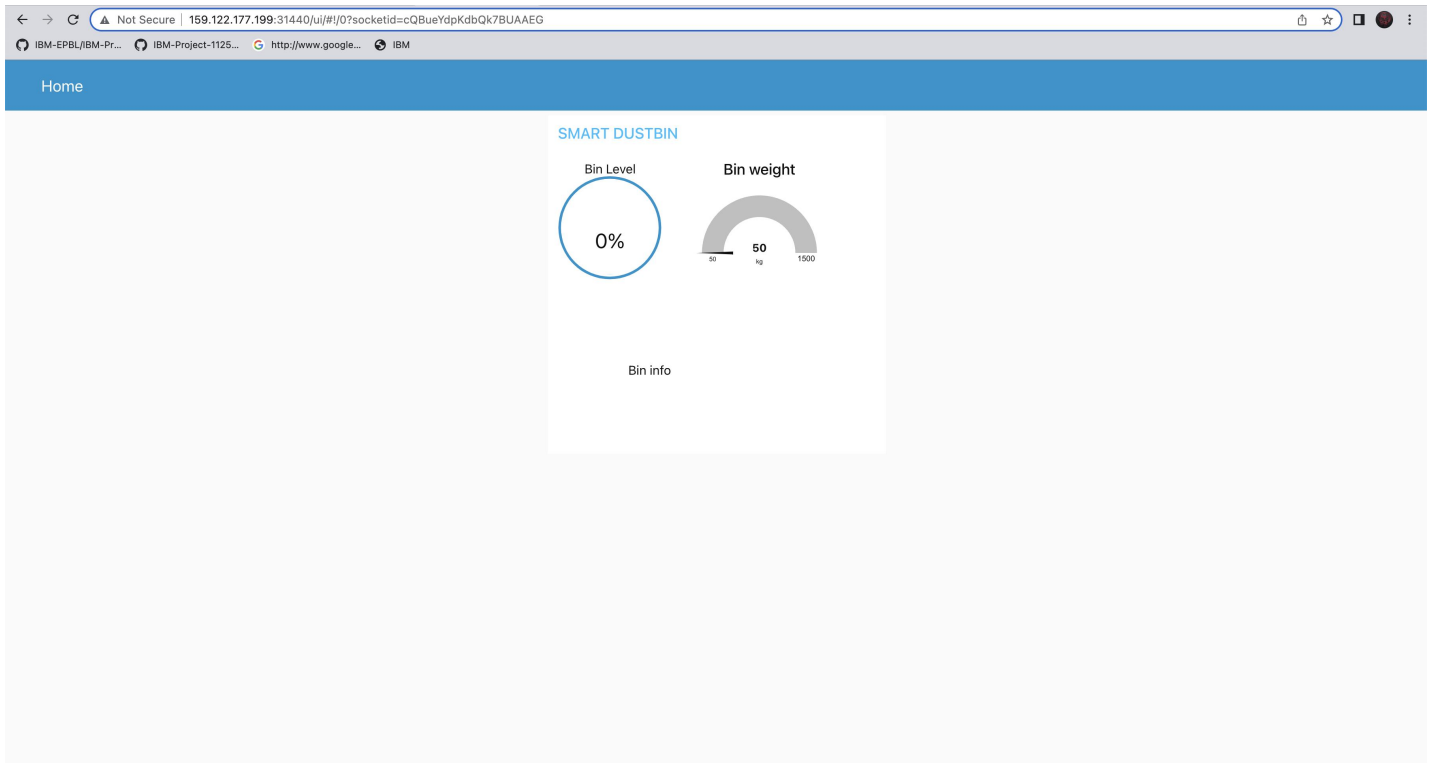 Not Secure | 159.122.177.199:31440/ui/#!/0?socketid=cQBueYdpKdbQk7BUAAEG
IBM-EPBL/IBM-Pr... IBM-Project-1125... http://www.google... IBM
Home
SMART DUSTBIN
Bin Level
0%
Bin weight
50
50 kg 1500
Bin info